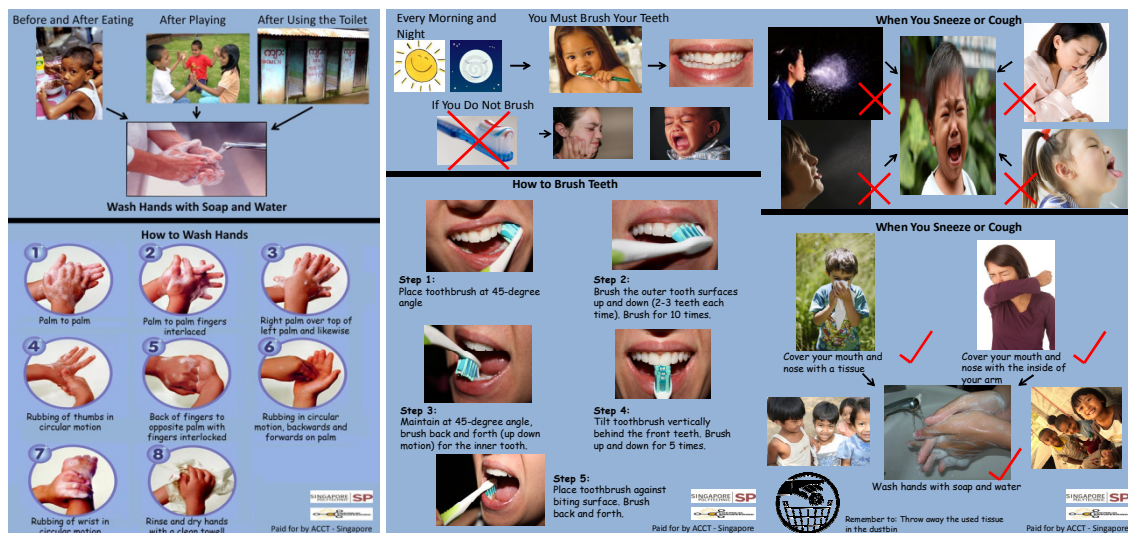 Before and After Eating
After Playing
After Using the Toilet
Wash Hands with Soap and Water
How to Wash Hands
1
Palm to palm
2
Palm to palm fingers
interlaced
3
Right palm over top of
left palm and likewise
4
Rubbing of thumbs in
circular motion
5
Back of fingers to
opposite palm with
fingers interlocked
6
Rubbing in circular
motion, backwards and
forwards on palm
7
Rubbing of wrist in
circular motion
8
Rinse and dry hands
with a clean towell
SINGAPORE
POLYTECHNIC
SP
Paid for by ACCT - Singapore
Every Morning and
Night
You Must Brush Your Teeth
If You Do Not Brush
How to Brush Teeth
Step 1:
Place toothbrush at 45-degree
angle
Step 2:
Brush the outer tooth surfaces
up and down (2-3 teeth each
time). Brush for 10 times.
Step 3
Maintain at 45-degree angle,
brush back and forth (up down
motion) for the inner tooth.
Step 4:
Tilt toothbrush vertically
behind the front teeth. Brush
up and down for 5 times.
Step 5:
Place toothbrush against
biting surface. Brush
back and forth.
SINGAPORE
POLYTECHNIC
SP
Paid for by ACCT - Singapore
When You Sneeze or Cough
When You Sneeze or Cough
Cover your mouth and
nose with a tissue
Cover your mouth and
nose with the inside of
your arm
Wash hands with soap and water
Remember to: Throw away the used tissue
in the dustbin
SINGAPORE
POLYTECHNIC
SP
Paid for by ACCT - Singapore